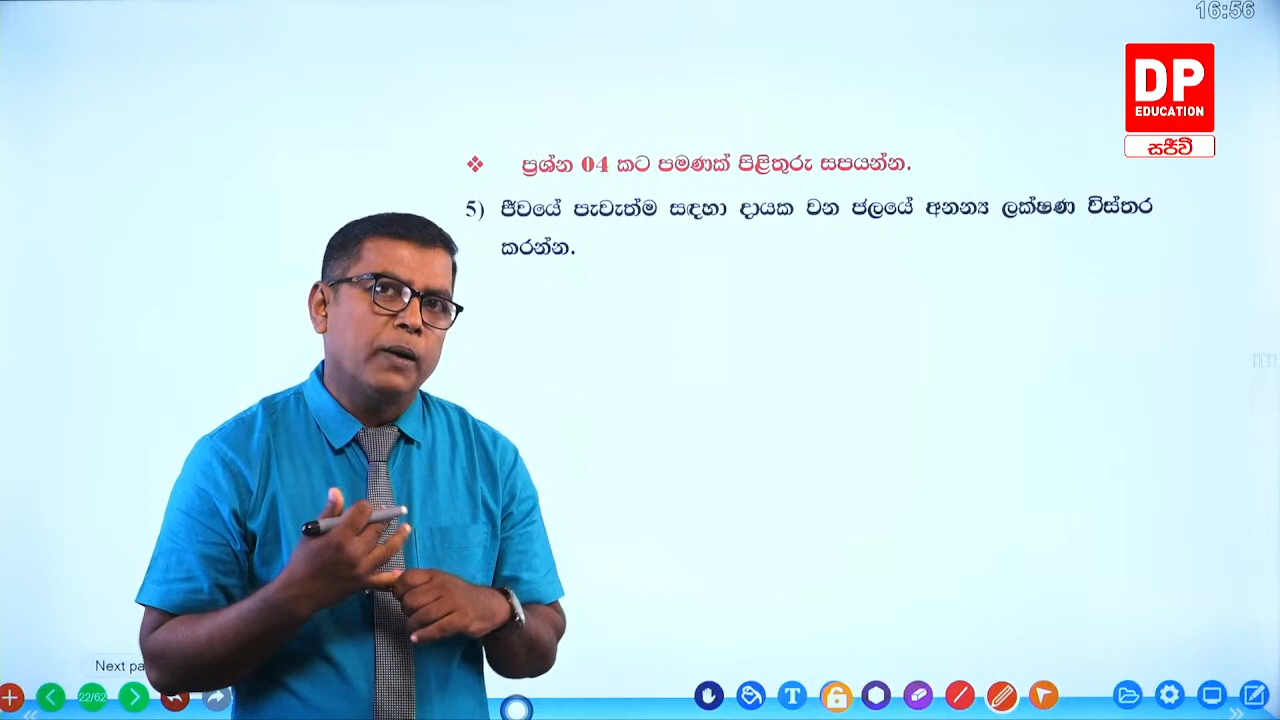 16:56
DP
EDUCATION
සජීවී
❖ ප්‍රශ්න 04 කට පමණක් පිළිතුරු සපයන්න.
5) ජීවයේ පැවැත්ම සඳහා දායක වන ජලයේ අනන්‍ය ලක්ෂණ විස්තර
කරන්න.
Next pa
22/62
T